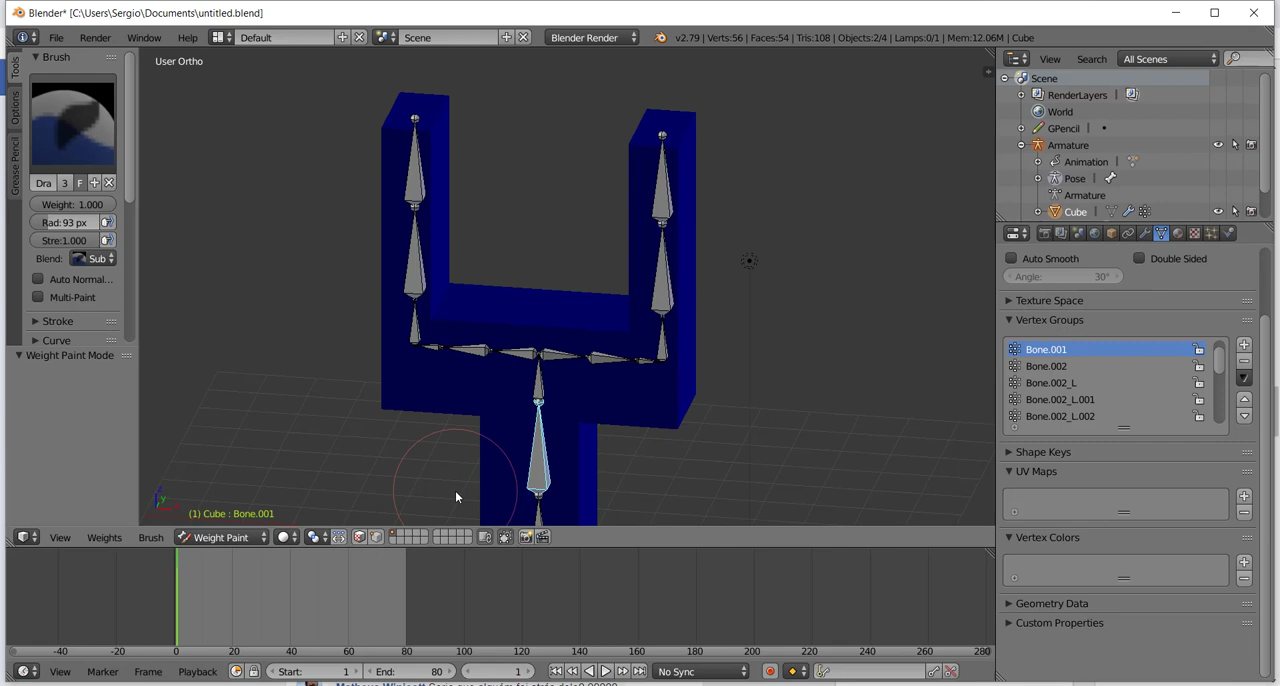 Blender* [C:\Users\Sergio\Documents\untitled.blend]
File Render Window Help Default Scene Blender Render v2.79 | Verts:56 | Faces:54 | Tris:108 | Objects:2/4 | Lamps:0/1 | Mem:12.06M | Cube
Tools
Options
Grease Pencil
Brush
Dra 3 F
Weight: 1.000
Rad: 93 px
Stre:1.000
Blend: Sub
Auto Normal...
Multi-Paint
Stroke
Curve
Weight Paint Mode
User Ortho
(1) Cube : Bone.001
View Weights Brush Weight Paint
-40 -20 0 20 40 60 80 100 120 140 160 180 200 220 240 260 280
View Marker Frame Playback Start: 1 End: 80 1 No Sync
View Search All Scenes
Scene
RenderLayers
World
GPencil
Armature
Animation
Pose
Armature
Cube
Auto Smooth Double Sided
Angle: 30°
Texture Space
Vertex Groups
Bone.001
Bone.002
Bone.002_L
Bone.002_L.001
Bone.002_L.002
Shape Keys
UV Maps
Vertex Colors
Geometry Data
Custom Properties